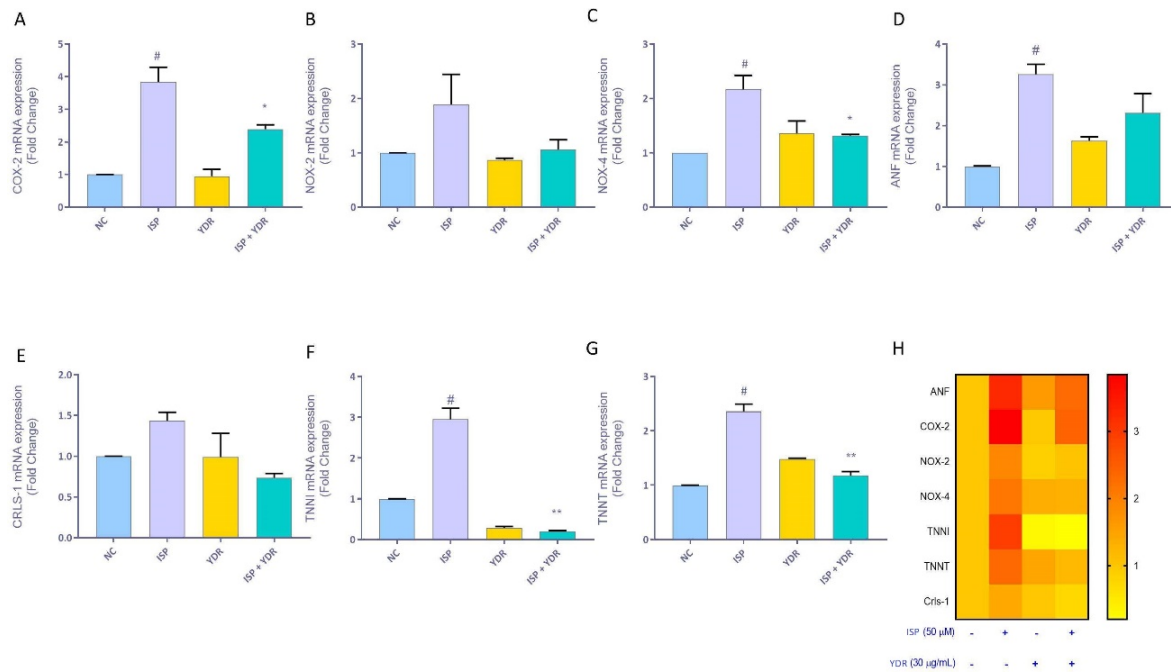 A
COX-2 mRNA expression
(Fold Change)
5
4
3
2
1
0
#
*
NC
ISP
YDR
ISP + YDR
B
NOX-2 mRNA expression
(Fold Change)
3
2
1
0
NC
ISP
YDR
ISP + YDR
C
NOX-4 mRNA expression
(Fold Change)
3
2
1
0
#
*
NC
ISP
YDR
ISP + YDR
D
ANF mRNA expression
(Fold Change)
4
3
2
1
0
#
NC
ISP
YDR
ISP + YDR
E
CRLS-1 mRNA expression
(Fold Change)
2.0
1.5
1.0
0.5
0.0
NC
ISP
YDR
ISP + YDR
F
TNNI mRNA expression
(Fold Change)
4
3
2
1
0
#
**
NC
ISP
YDR
ISP + YDR
G
TNNT mRNA expression
(Fold Change)
3
2
1
0
#
**
NC
ISP
YDR
ISP + YDR
H
ANF
COX-2
NOX-2
NOX-4
TNNI
TNNT
Crls-1
3
2
1
ISP (50 μM) - + - +
YDR (30 μg/mL) - - + +